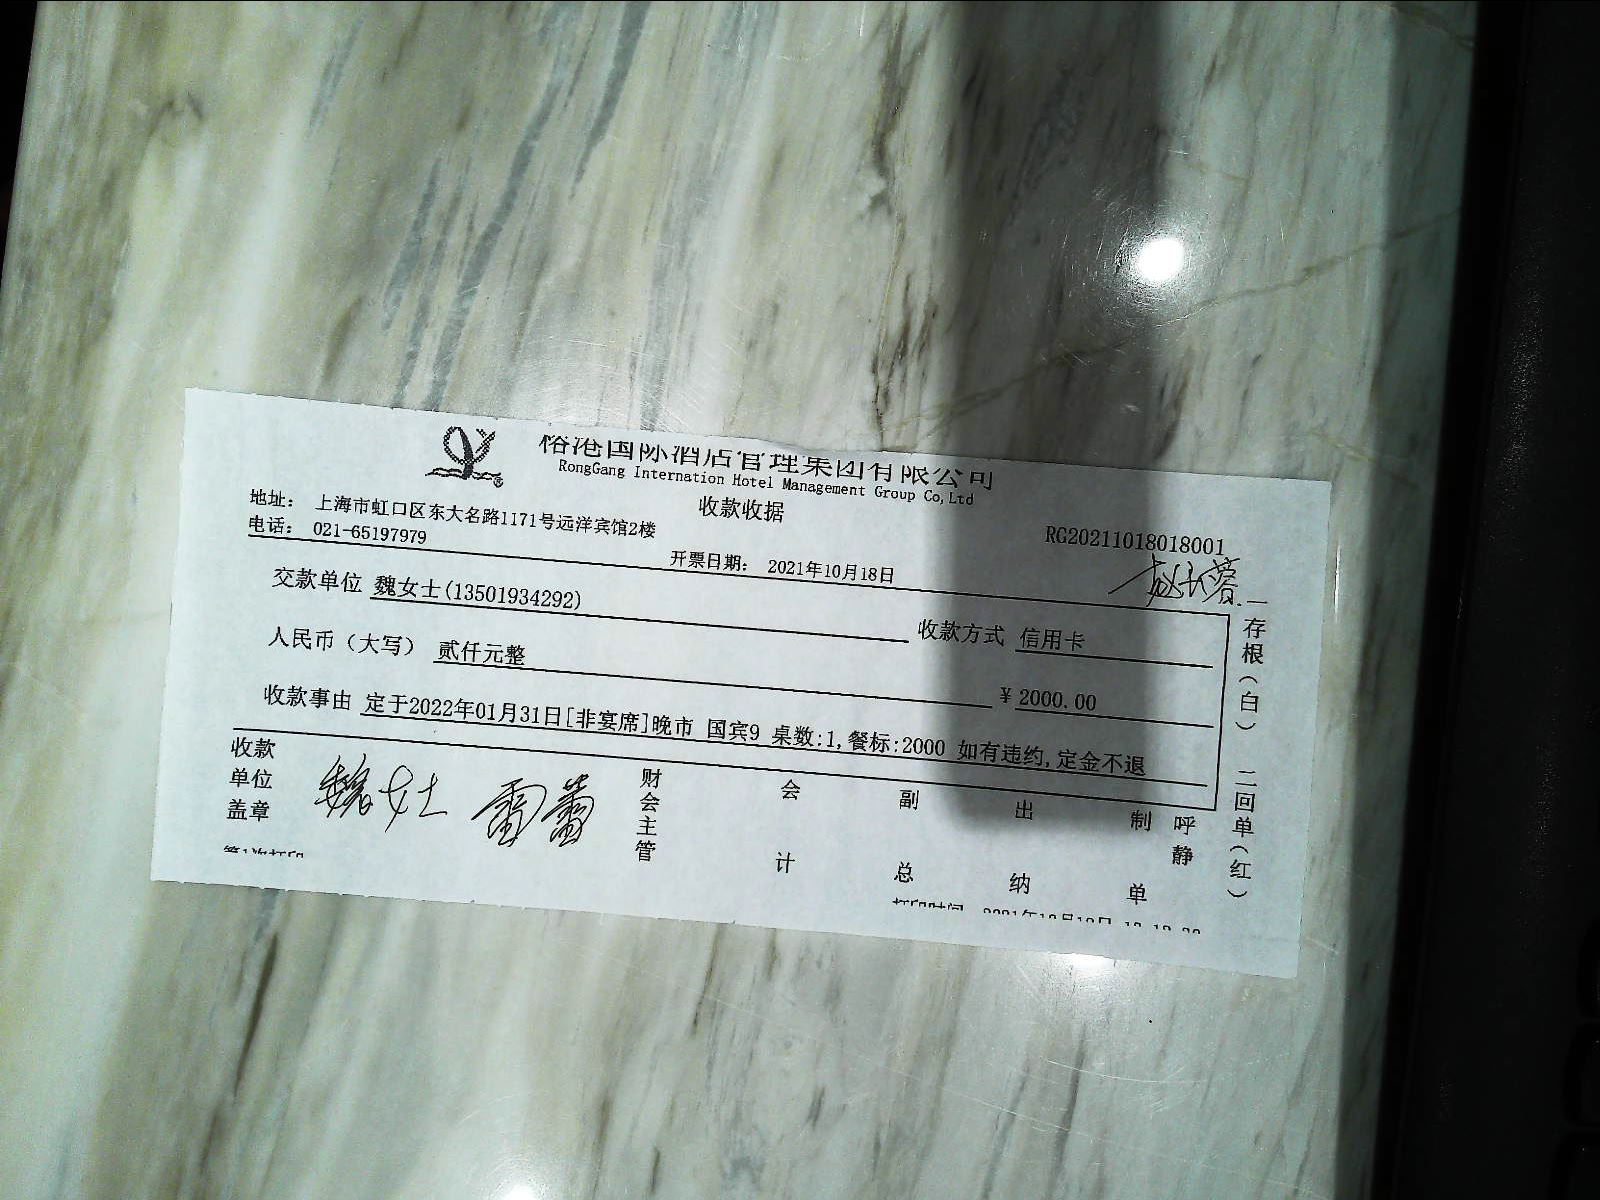 榕港国际酒店管理集团有限公司
RongGang Internation Hotel Management Group Co,Ltd
收款收据
地址： 上海市虹口区东大名路1171号远洋宾馆2楼
电话： 021-65197979
开票日期： 2021年10月18日
RG20211018018001
交款单位 魏女士(13501934292)
收款方式 信用卡
人民币（大写） 贰仟元整
¥ 2000.00
收款事由 定于2022年01月31日[非宴席]晚市 国宾9 桌数:1,餐标:2000 如有违约,定金不退
收款单位盖章
魏女士
财会主管
会计
副总
出纳
制单
呼静
一存根(白) 二回单(红)
第1次打印